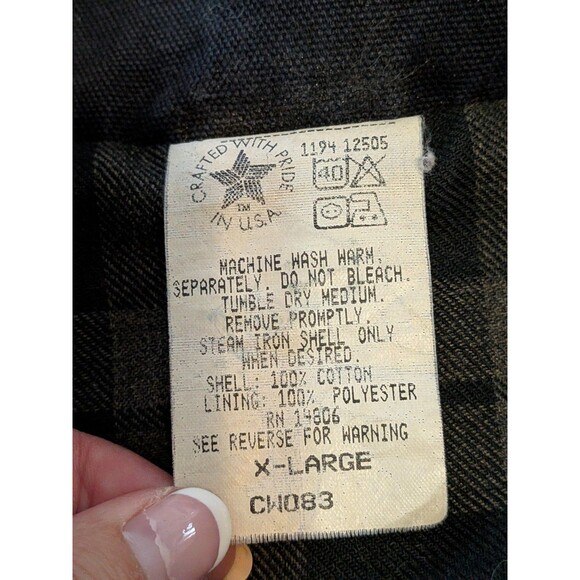 CRAFTED WITH PRIDE
IN U.S.A.
TM
1194 12505
40
MACHINE WASH WARM,
SEPARATELY. DO NOT BLEACH.
TUMBLE DRY MEDIUM.
REMOVE PROMPTLY.
STEAM IRON SHELL ONLY
WHEN DESIRED.
SHELL: 100% COTTON
LINING: 100% POLYESTER
RN 14806
SEE REVERSE FOR WARNING
X-LARGE
CW083